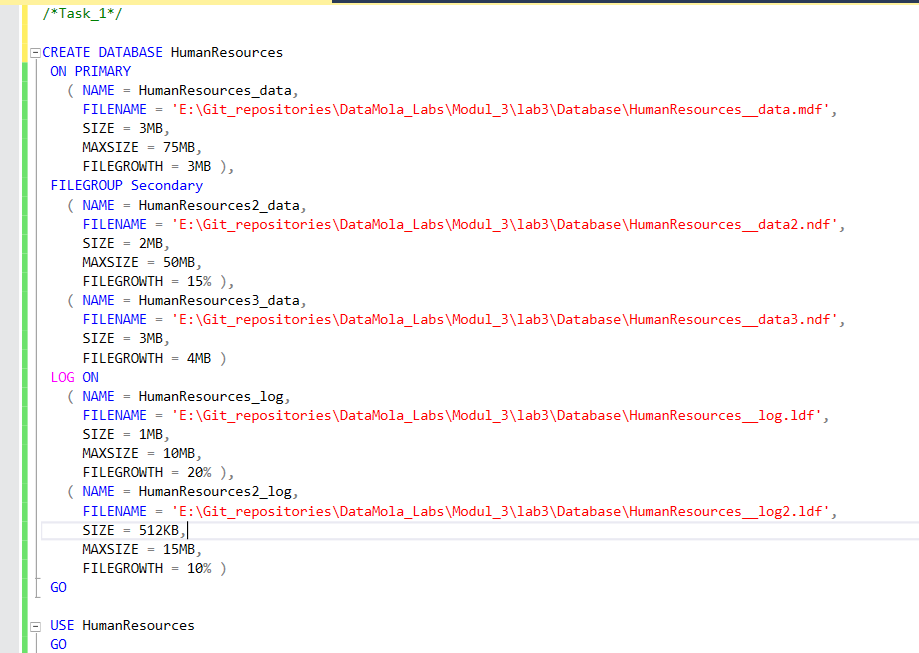 /*Task_1*/
CREATE DATABASE HumanResources
ON PRIMARY
( NAME = HumanResources_data,
FILENAME = 'E:\Git_repositories\DataMola_Labs\Modul_3\lab3\Database\HumanResources__data.mdf',
SIZE = 3MB,
MAXSIZE = 75MB,
FILEGROWTH = 3MB ),
FILEGROUP Secondary
( NAME = HumanResources2_data,
FILENAME = 'E:\Git_repositories\DataMola_Labs\Modul_3\lab3\Database\HumanResources__data2.ndf',
SIZE = 2MB,
MAXSIZE = 50MB,
FILEGROWTH = 15% ),
( NAME = HumanResources3_data,
FILENAME = 'E:\Git_repositories\DataMola_Labs\Modul_3\lab3\Database\HumanResources__data3.ndf',
SIZE = 3MB,
FILEGROWTH = 4MB )
LOG ON
( NAME = HumanResources_log,
FILENAME = 'E:\Git_repositories\DataMola_Labs\Modul_3\lab3\Database\HumanResources__log.ldf',
SIZE = 1MB,
MAXSIZE = 10MB,
FILEGROWTH = 20% ),
( NAME = HumanResources2_log,
FILENAME = 'E:\Git_repositories\DataMola_Labs\Modul_3\lab3\Database\HumanResources__log2.ldf',
SIZE = 512KB,
MAXSIZE = 15MB,
FILEGROWTH = 10% )
GO
USE HumanResources
GO